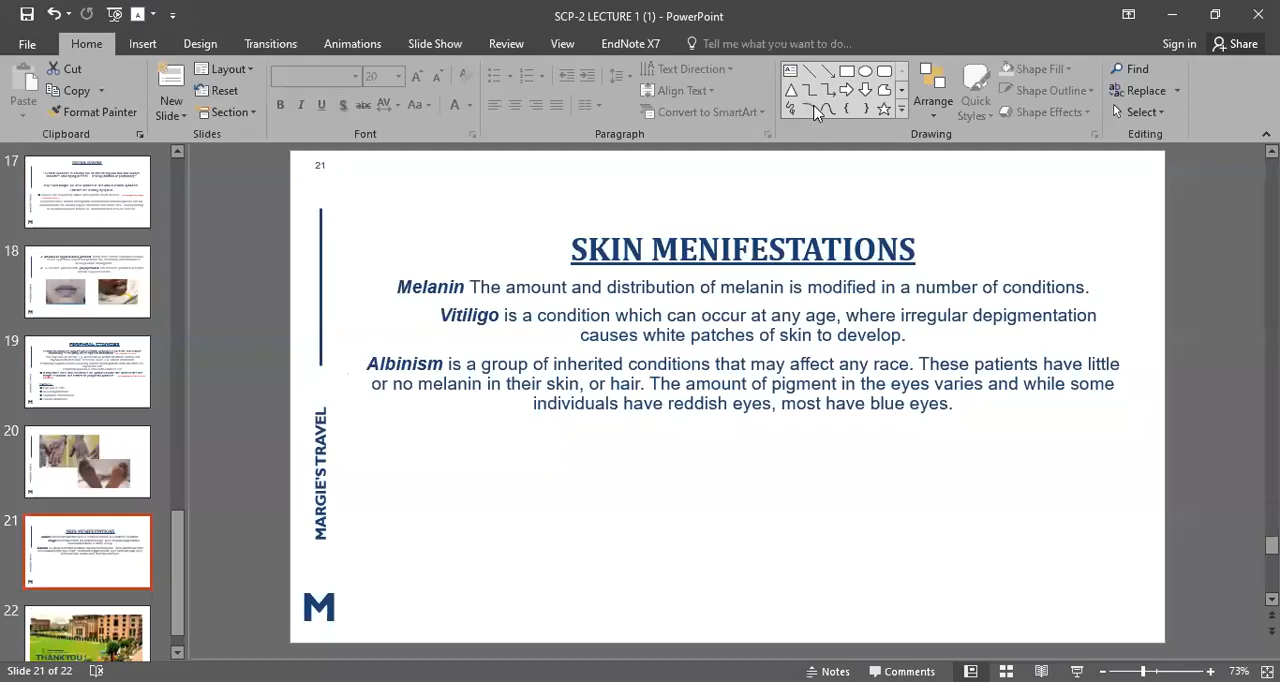 SCP-2 LECTURE 1 (1) - PowerPoint
File Home Insert Design Transitions Animations Slide Show Review View EndNote X7 Tell me what you want to do... Sign in Share
Cut
Copy
Format Painter
Paste
Clipboard
New
Slide
Layout
Reset
Section
Slides
20
B I U S abc AV Aa A
Font
Text Direction
Align Text
Convert to SmartArt
Paragraph
Arrange
Quick
Styles
Shape Fill
Shape Outline
Shape Effects
Drawing
Find
Replace
Select
Editing
17
18
19
20
21
22
THANKYOU!
21
SKIN MENIFESTATIONS
Melanin The amount and distribution of melanin is modified in a number of conditions.
Vitiligo is a condition which can occur at any age, where irregular depigmentation
causes white patches of skin to develop.
Albinism is a group of inherited conditions that may affect any race. These patients have little
or no melanin in their skin, or hair. The amount of pigment in the eyes varies and while some
individuals have reddish eyes, most have blue eyes.
MARGIE'S TRAVEL
M
Slide 21 of 22
Notes
Comments
73%